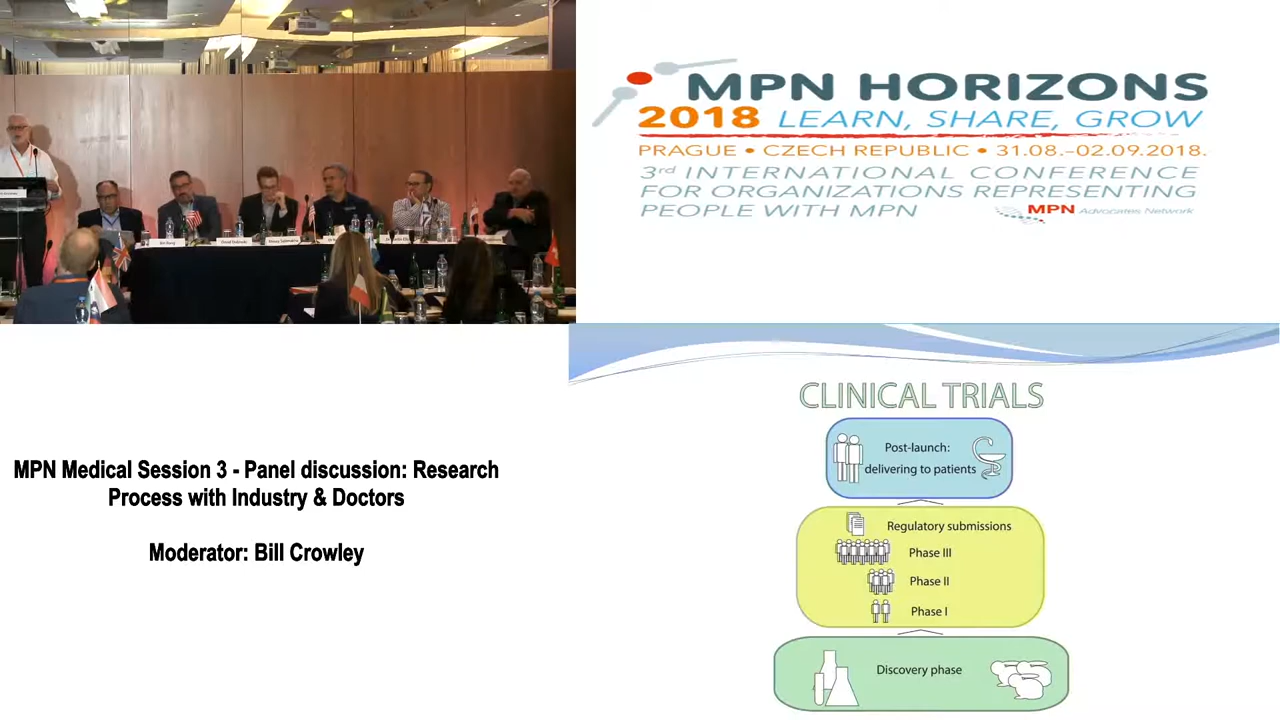 MPN HORIZONS
2018 LEARN, SHARE, GROW
PRAGUE • CZECH REPUBLIC • 31.08.-02.09.2018.
3rd INTERNATIONAL CONFERENCE
FOR ORGANIZATIONS REPRESENTING
PEOPLE WITH MPN
MPN Advocates Network
MPN Medical Session 3 - Panel discussion: Research
Process with Industry & Doctors
Moderator: Bill Crowley
CLINICAL TRIALS
Post-launch:
delivering to patients
Regulatory submissions
Phase III
Phase II
Phase I
Discovery phase